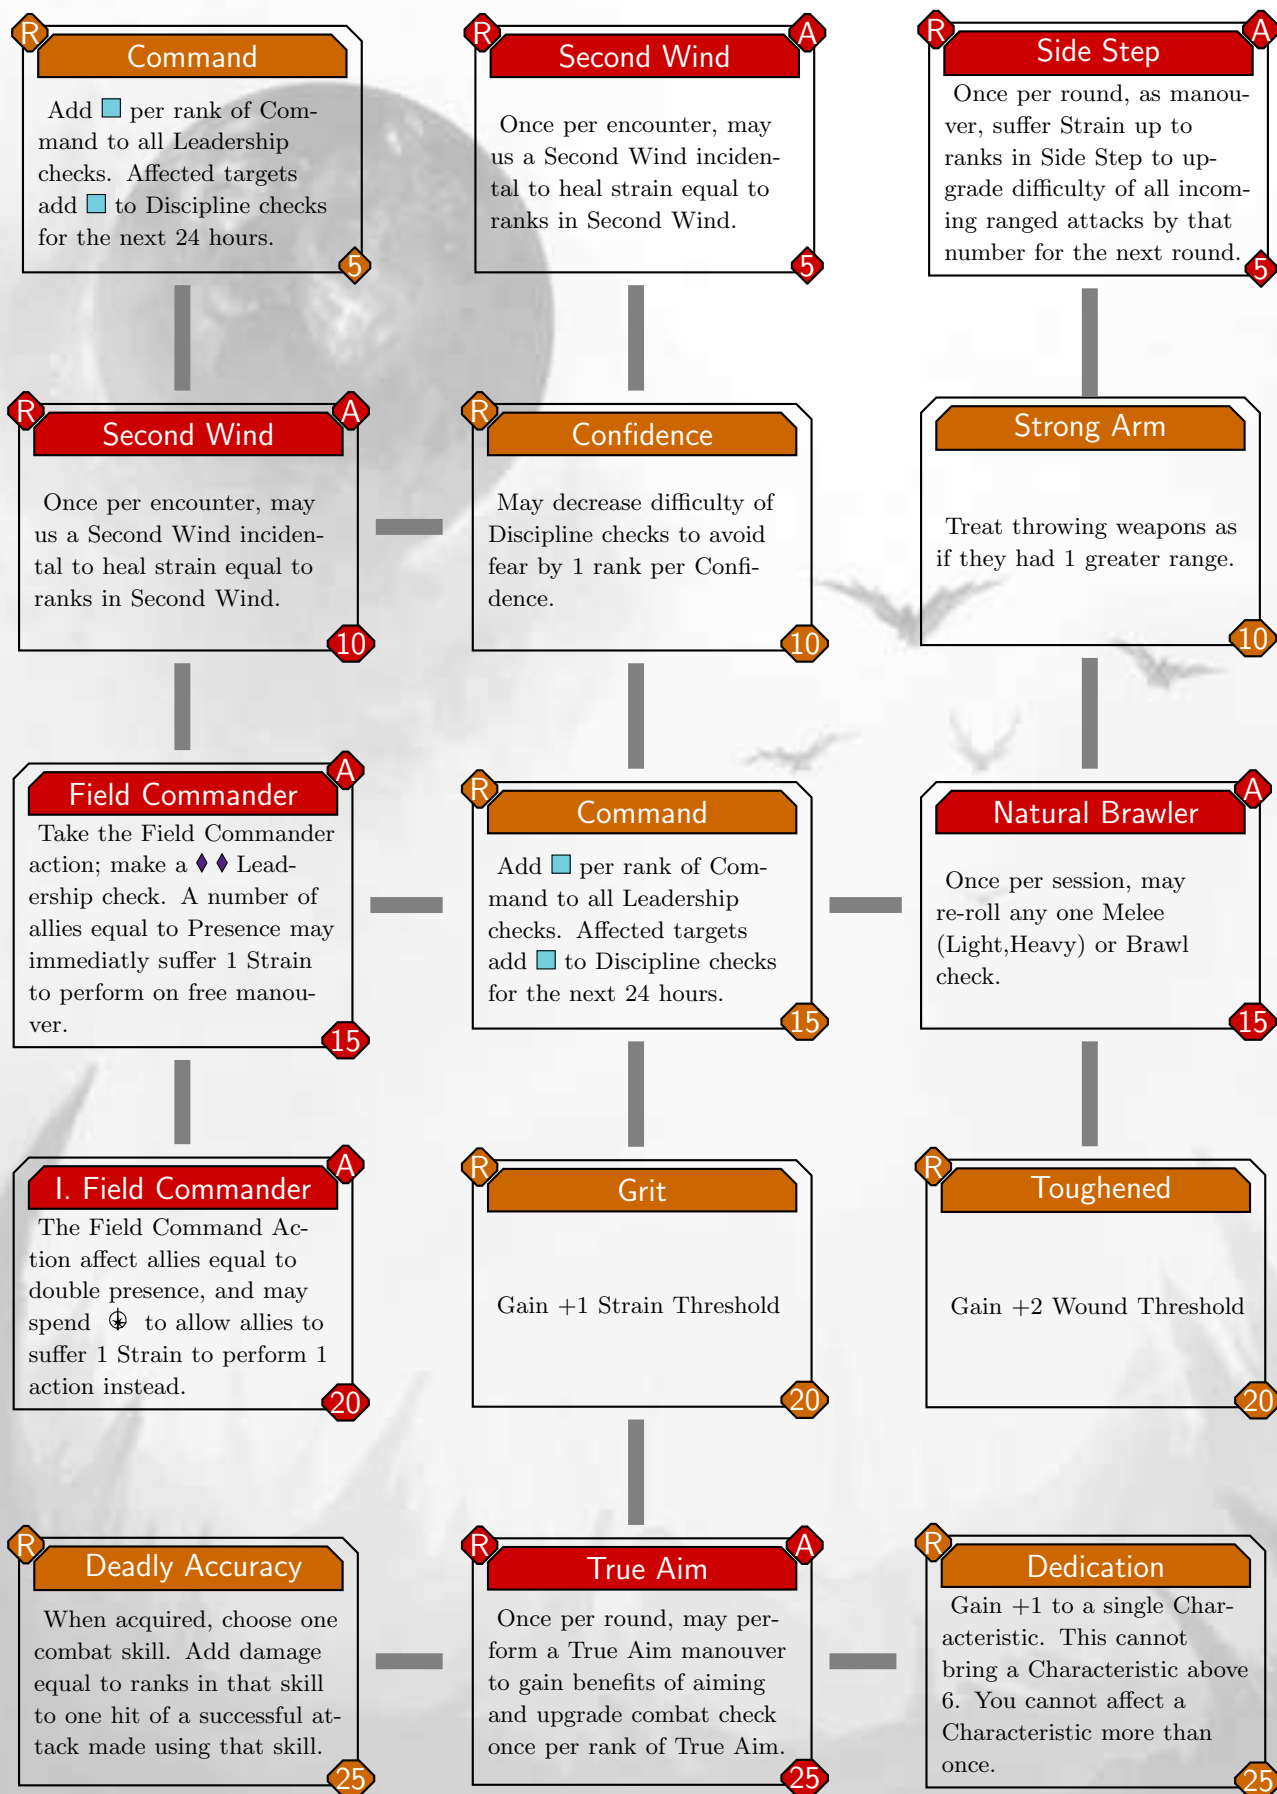 R
Command
Add per rank of Com-
mand to all Leadership
checks. Affected targets
add to Discipline checks
for the next 24 hours.
5
R
A
Second Wind
Once per encounter, may
us a Second Wind inciden-
tal to heal strain equal to
ranks in Second Wind.
5
R
A
Side Step
Once per round, as manou-
ver, suffer Strain up to
ranks in Side Step to up-
grade difficulty of all incom-
ing ranged attacks by that
number for the next round.
5
R
A
Second Wind
Once per encounter, may
us a Second Wind inciden-
tal to heal strain equal to
ranks in Second Wind.
10
R
Confidence
May decrease difficulty of
Discipline checks to avoid
fear by 1 rank per Confi-
dence.
10
Strong Arm
Treat throwing weapons as
if they had 1 greater range.
10
A
Field Commander
Take the Field Commander
action; make a Lead-
ership check. A number of
allies equal to Presence may
immediatly suffer 1 Strain
to perform on free manou-
ver.
15
R
Command
Add per rank of Com-
mand to all Leadership
checks. Affected targets
add to Discipline checks
for the next 24 hours.
15
A
Natural Brawler
Once per session, may
re-roll any one Melee
(Light,Heavy) or Brawl
check.
15
A
I. Field Commander
The Field Command Ac-
tion affect allies equal to
double presence, and may
spend to allow allies to
suffer 1 Strain to perform 1
action instead.
20
R
Grit
Gain +1 Strain Threshold
20
R
Toughened
Gain +2 Wound Threshold
20
R
Deadly Accuracy
When acquired, choose one
combat skill. Add damage
equal to ranks in that skill
to one hit of a successful at-
tack made using that skill.
25
R
A
True Aim
Once per round, may per-
form a True Aim manouver
to gain benefits of aiming
and upgrade combat check
once per rank of True Aim.
25
R
Dedication
Gain +1 to a single Char-
acteristic. This cannot
bring a Characteristic above
6. You cannot affect a
Characteristic more than
once.
25